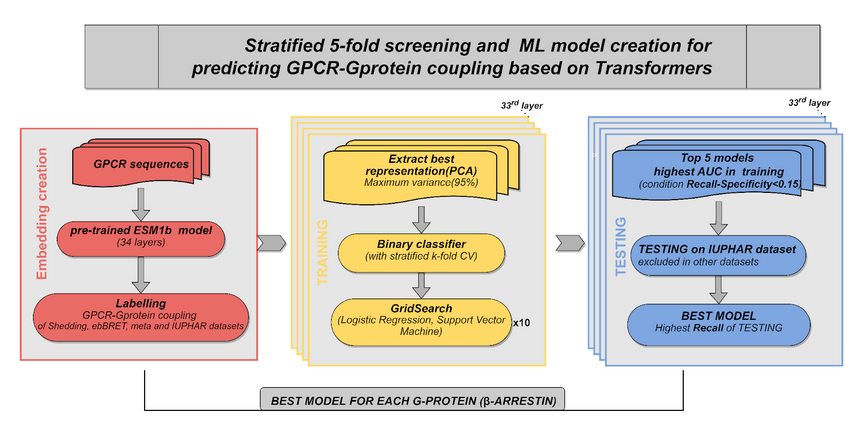 Stratified 5-fold screening and ML model creation for
predicting GPCR-Gprotein coupling based on Transformers
Embedding creation
GPCR sequences
pre-trained ESM1b model
(34 layers)
Labelling
GPCR-Gprotein coupling
of Shedding, ebBRET, meta and IUPHAR datasets
33rd layer
TRAINING
Extract best
representation(PCA)
Maximum variance(95%)
Binary classifier
(with stratified k-fold CV)
GridSearch
(Logistic Regression, Support Vector
Machine)
x10
33rd layer
TESTING
Top 5 models
highest AUC in training
(condition Recall-Specificity<0.15)
TESTING on IUPHAR dataset
excluded in other datasets
BEST MODEL
Highest Recall of TESTING
BEST MODEL FOR EACH G-PROTEIN (β-ARRESTIN)